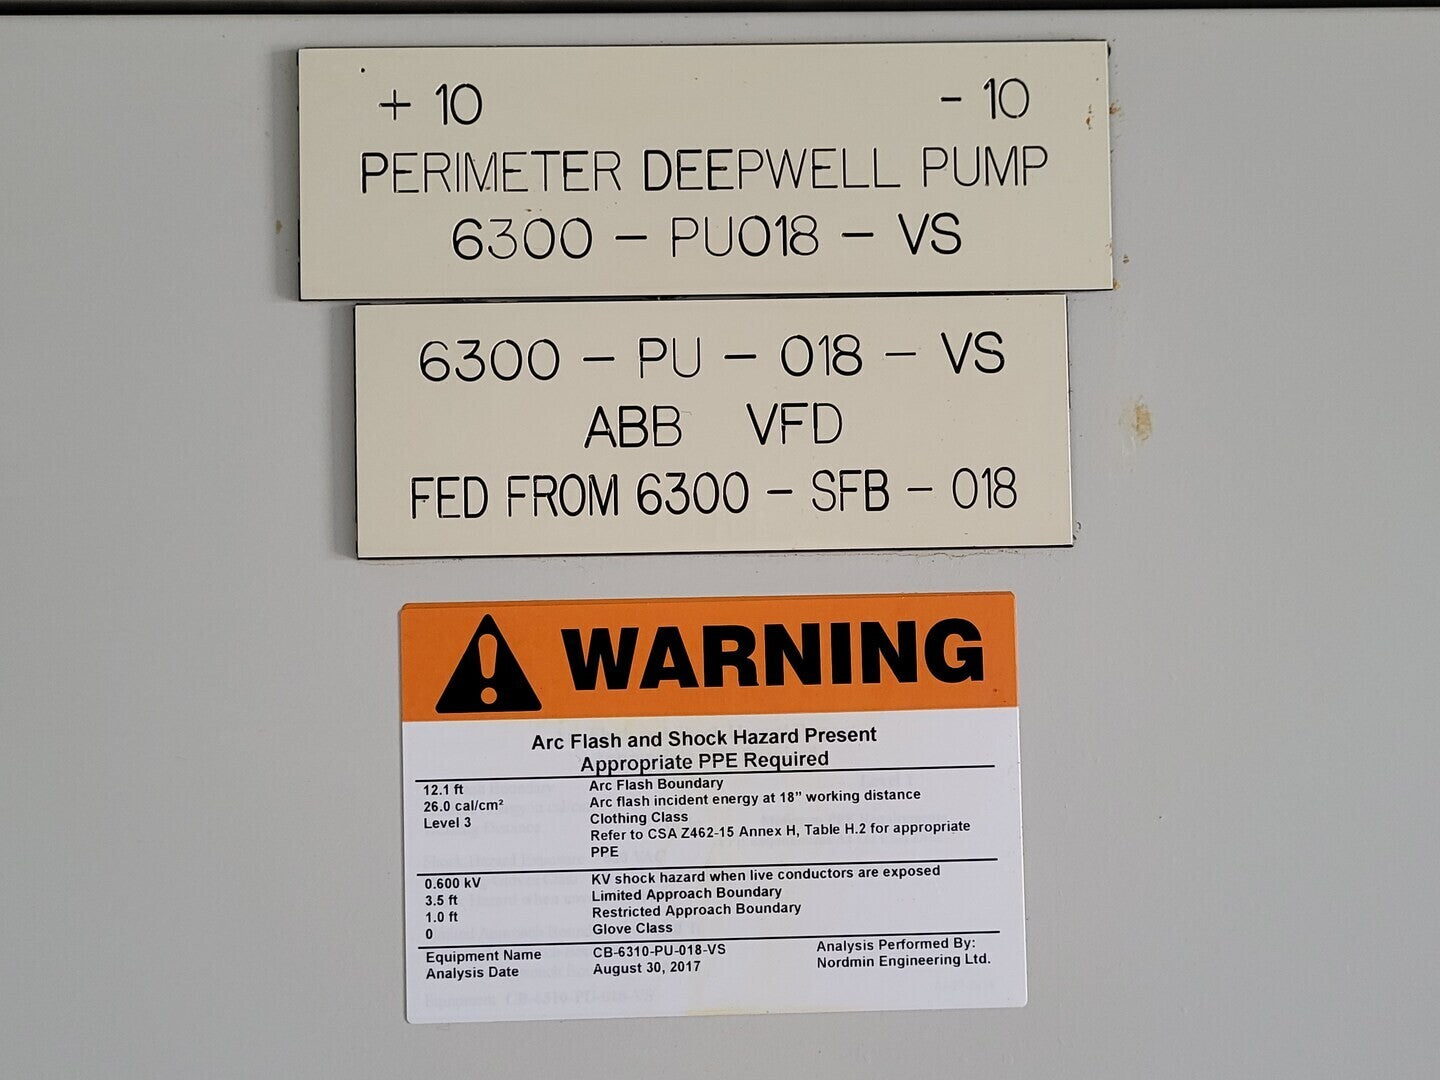 + 10 - 10
PERIMETER DEEPWELL PUMP
6300 - PU018 - VS
6300 - PU - 018 - VS
ABB VFD
FED FROM 6300 - SFB - 018
WARNING
Arc Flash and Shock Hazard Present
Appropriate PPE Required
12.1 ft Arc Flash Boundary
26.0 cal/cm² Arc flash incident energy at 18” working distance
Level 3 Clothing Class
Refer to CSA Z462-15 Annex H, Table H.2 for appropriate
PPE
0.600 kV KV shock hazard when live conductors are exposed
3.5 ft Limited Approach Boundary
1.0 ft Restricted Approach Boundary
0 Glove Class
Equipment Name CB-6310-PU-018-VS Analysis Performed By:
Analysis Date August 30, 2017 Nordmin Engineering Ltd.